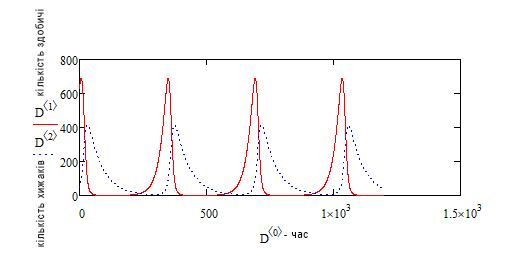 кількість хижаків
кількість здобичі
D⟨1⟩
D⟨2⟩
800
600
400
200
0
0
500
1×10³
1.5×10³
D⟨0⟩- час